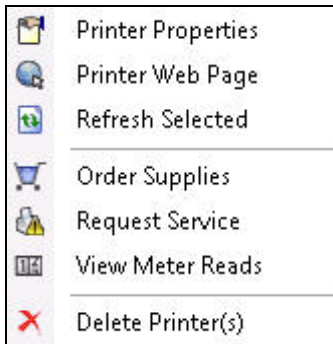 Printer Properties
Printer Web Page
Refresh Selected
Order Supplies
Request Service
View Meter Reads
Delete Printer(s)